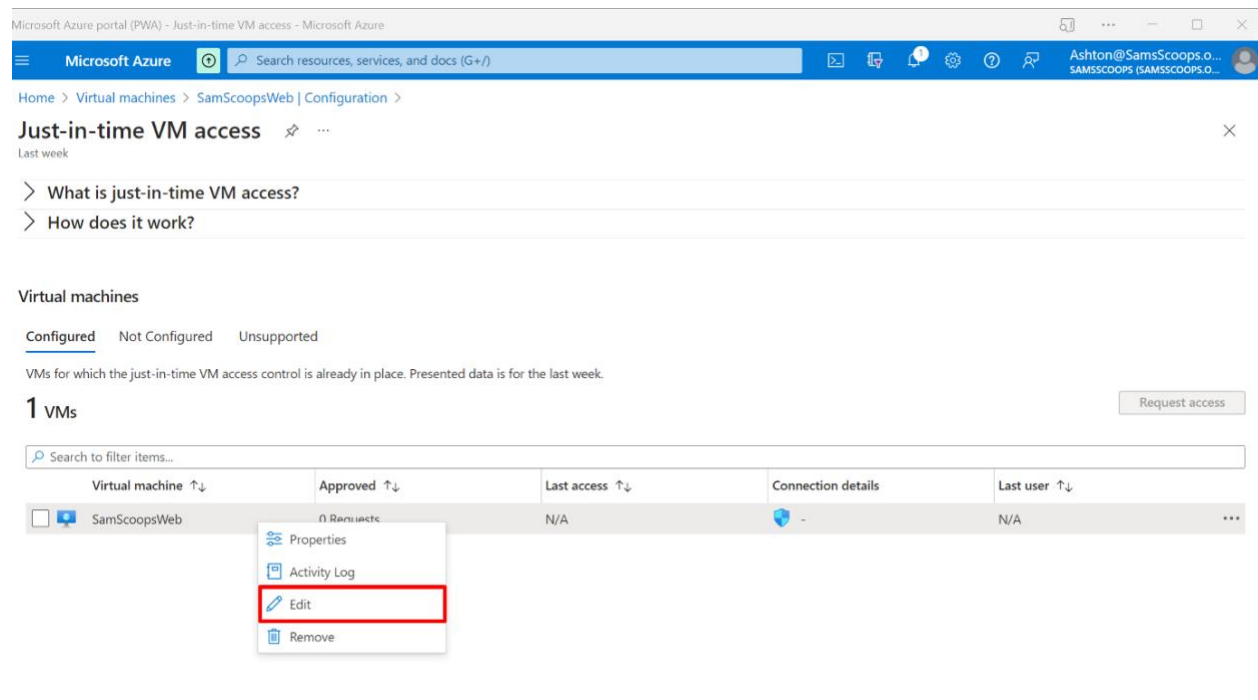 Microsoft Azure portal (PWA) - Just-in-time VM access - Microsoft Azure
Microsoft Azure
Search resources, services, and docs (G+/)
1
Ashton@SamsScoops.o...
SAMSSCOOPS (SAMSSCOOPS.O...
Home > Virtual machines > SamScoopsWeb | Configuration >
Just-in-time VM access
Last week
What is just-in-time VM access?
How does it work?
Virtual machines
Configured Not Configured Unsupported
VMs for which the just-in-time VM access control is already in place. Presented data is for the last week.
1 VMs
Request access
Search to filter items...
Virtual machine ↑↓ Approved ↑↓ Last access ↑↓ Connection details Last user ↑↓
SamScoopsWeb 0 Requests N/A - N/A
Properties
Activity Log
Edit
Remove